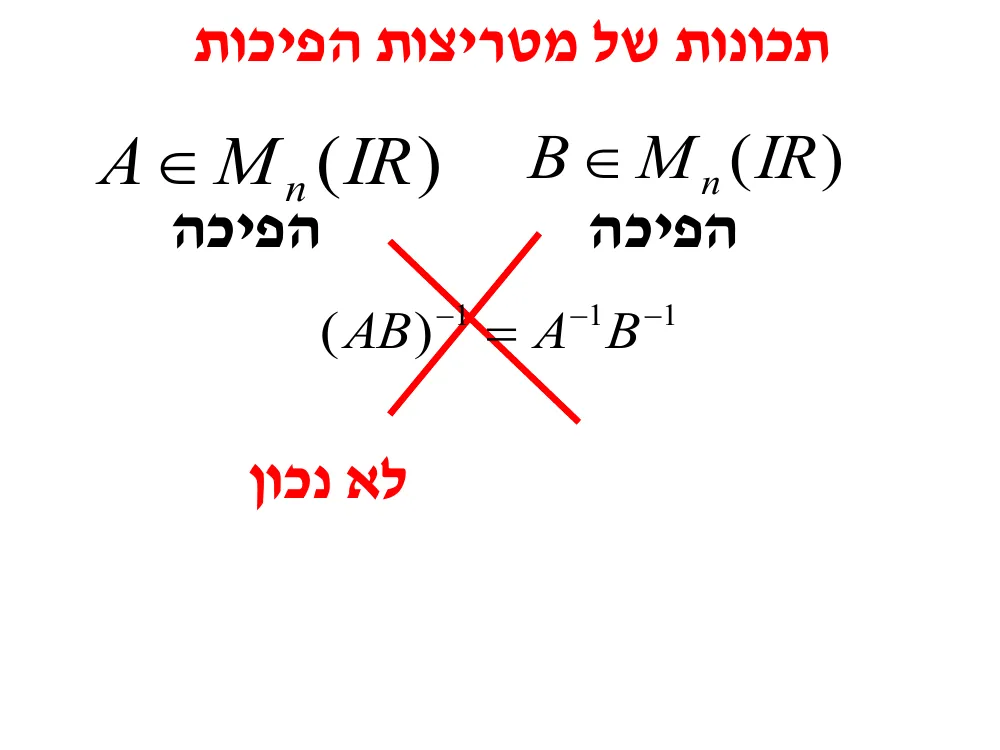 תכונות של מטריצות הפיכות
A ∈ M_n (IR) B ∈ M_n (IR)
הפיכה הפיכה
(AB)^{-1} = A^{-1} B^{-1}
לא נכון